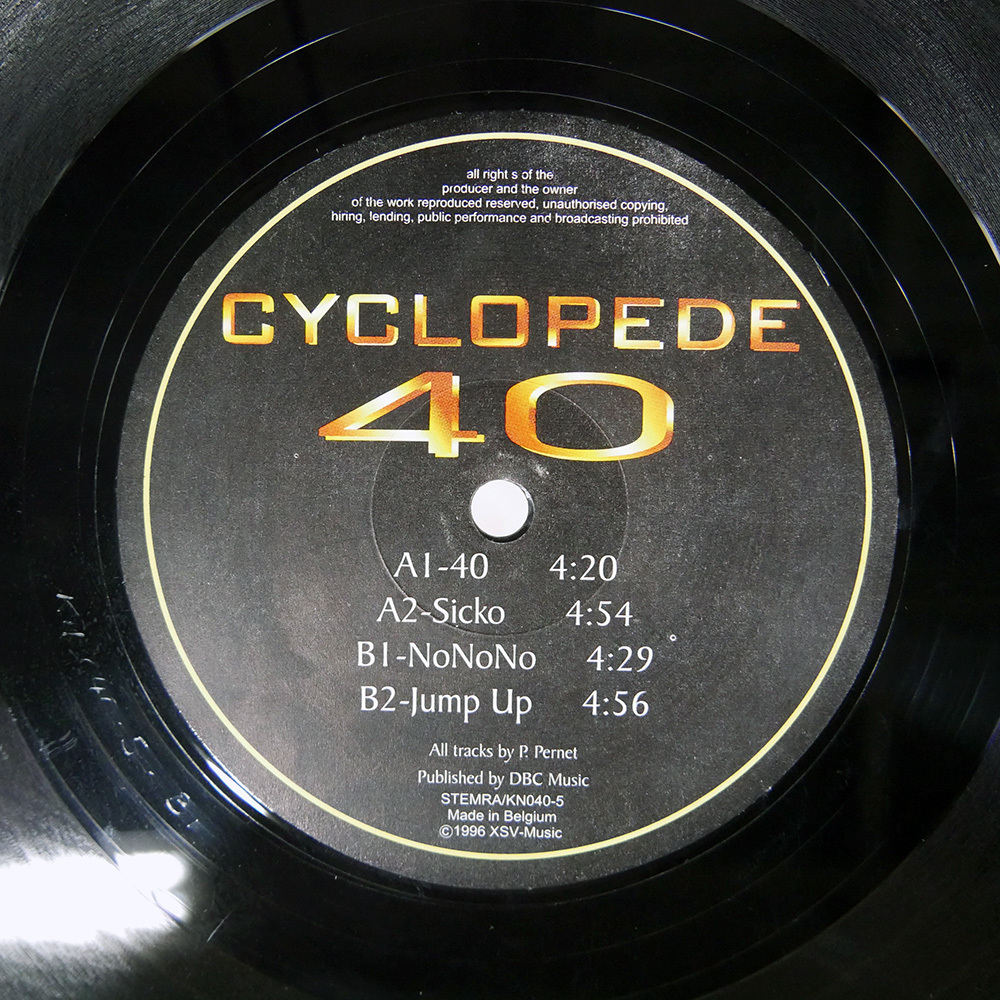 all right s of the
producer and the owner
of the work reproduced reserved, unauthorised copying,
hiring, lending, public performance and broadcasting prohibited
CYCLOPEDE
40
A1-40 4:20
A2-Sicko 4:54
B1-NoNoNo 4:29
B2-Jump Up 4:56
All tracks by P. Pernet
Published by DBC Music
STEMRA/KN040-5
Made in Belgium
©1996 XSV-Music